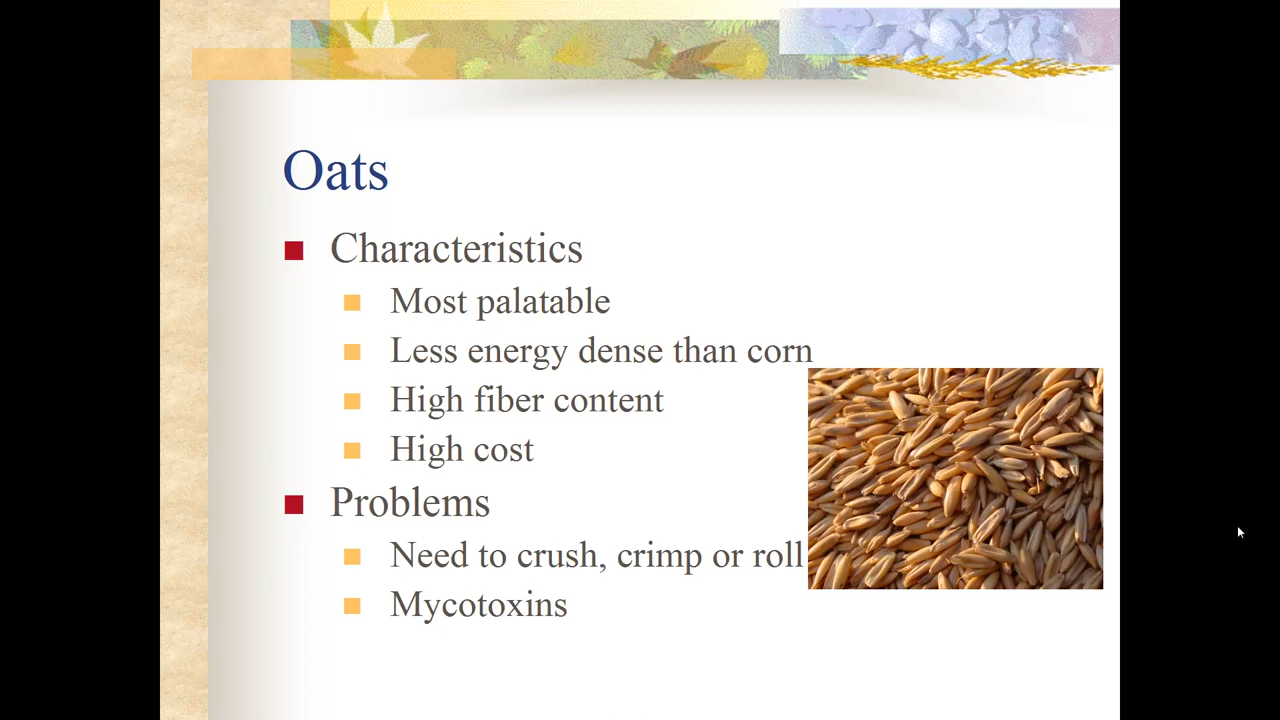 Oats
Characteristics
Most palatable
Less energy dense than corn
High fiber content
High cost
Problems
Need to crush, crimp or roll
Mycotoxins